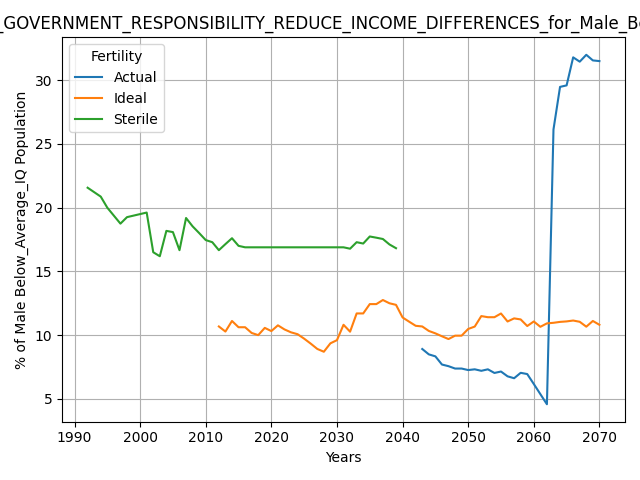 _GOVERNMENT_RESPONSIBILITY_REDUCE_INCOME_DIFFERENCES_for_Male_B
Fertility
Actual
Ideal
Sterile
% of Male Below_Average_IQ Population
30
25
20
15
10
5
1990 2000 2010 2020 2030 2040 2050 2060 2070
Years